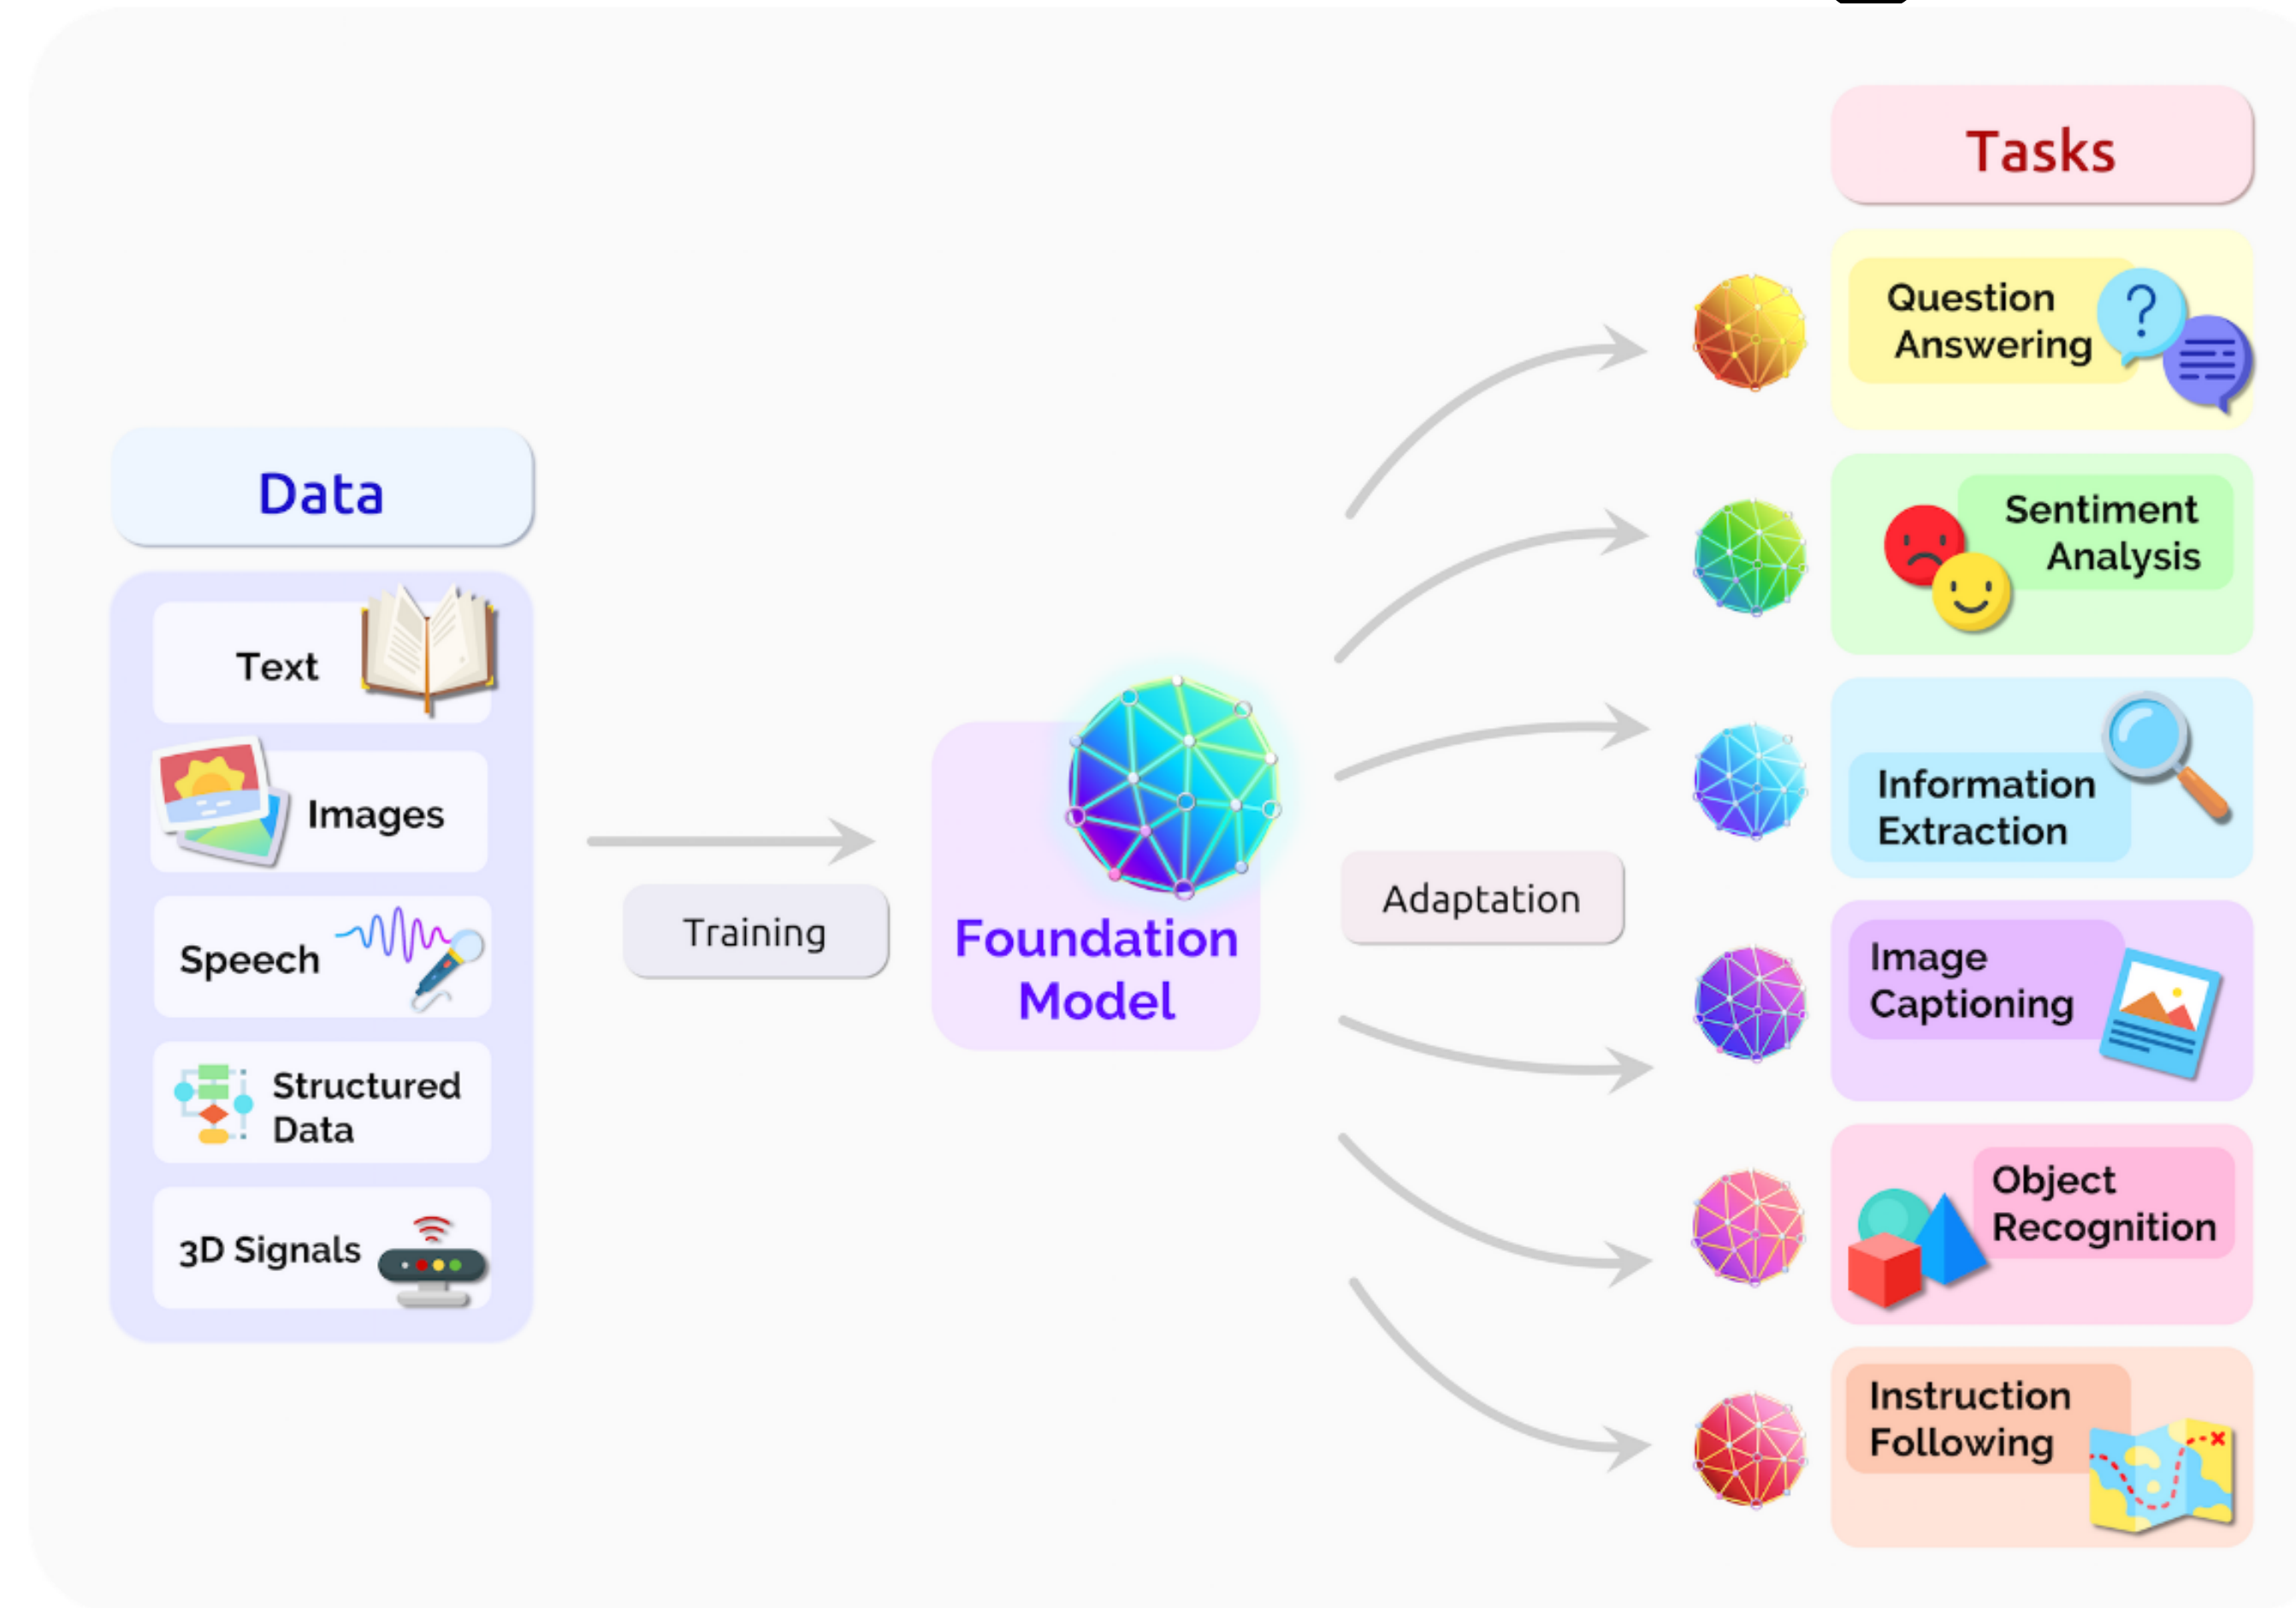 Data
Text
Images
Speech
Structured
Data
3D Signals
Training
Foundation
Model
Adaptation
Tasks
Question
Answering
Sentiment
Analysis
Information
Extraction
Image
Captioning
Object
Recognition
Instruction
Following